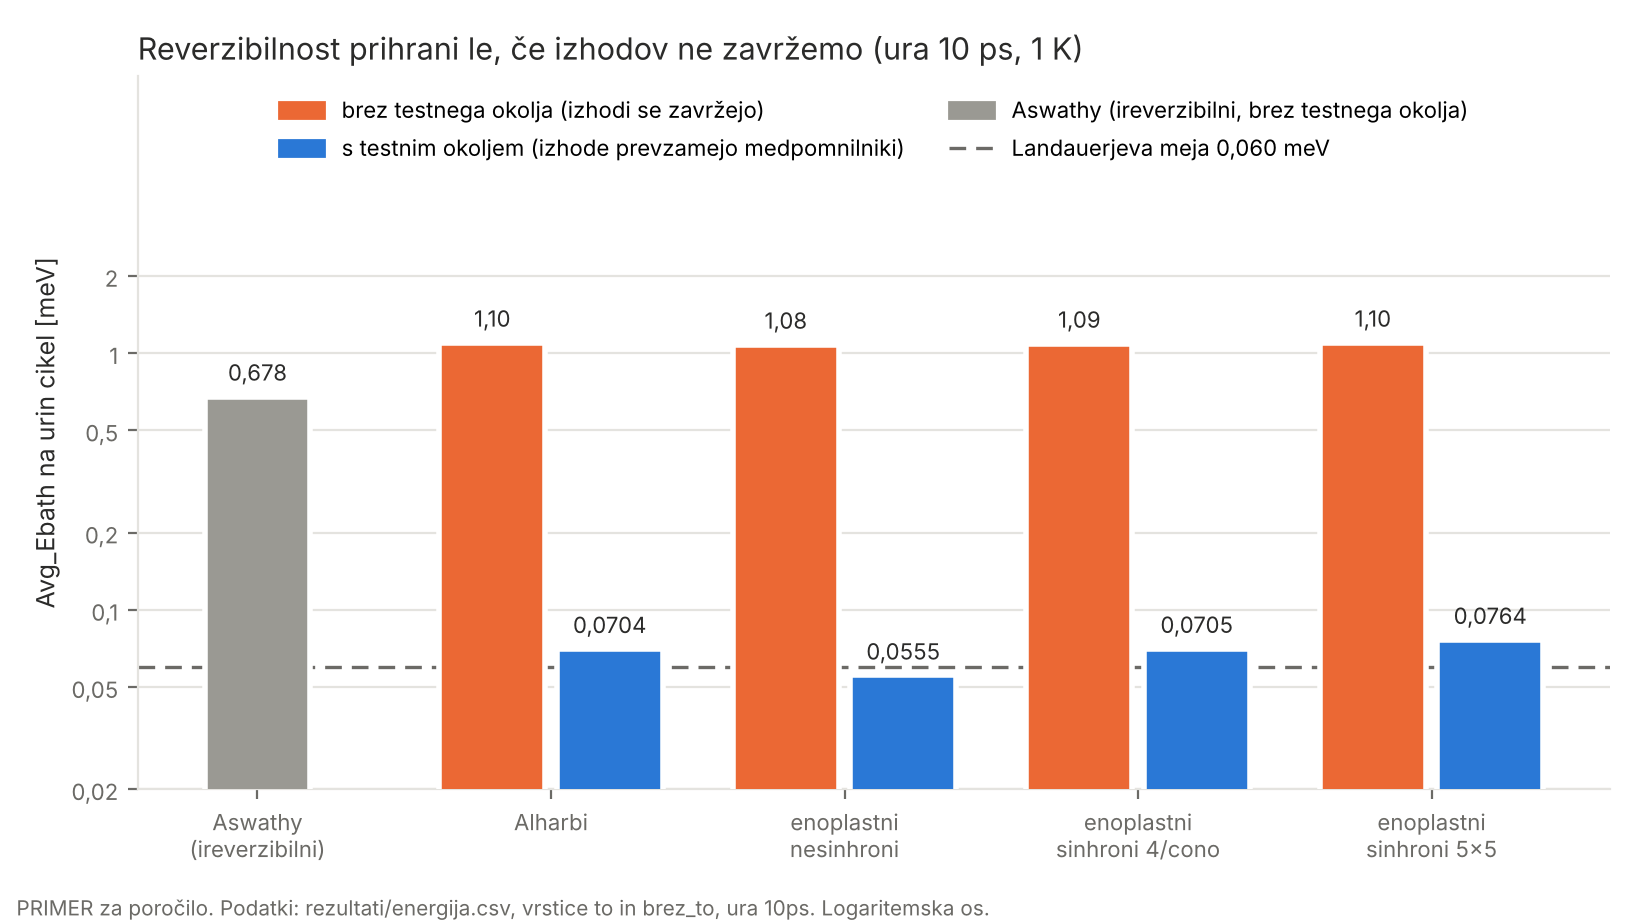 Reverzibilnost prihrani le, če izhodov ne zavržemo (ura 10 ps, 1 K)
brez testnega okolja (izhodi se zavržejo)
s testnim okoljem (izhode prevzamejo medpomnilniki)
Aswathy (ireverzibilni, brez testnega okolja)
Landauerjeva meja 0,060 meV
Avg_Ebath na urin cikel [meV]
2
1
0,5
0,2
0,1
0,05
0,02
0,678
1,10
0,0704
1,08
0,0555
1,09
0,0705
1,10
0,0764
Aswathy
(ireverzibilni)
Alharbi
enoplastni
nesinhroni
enoplastni
sinhroni 4/cono
enoplastni
sinhroni 5×5
PRIMER za poročilo. Podatki: rezultati/energija.csv, vrstice to in brez_to, ura 10ps. Logaritemska os.